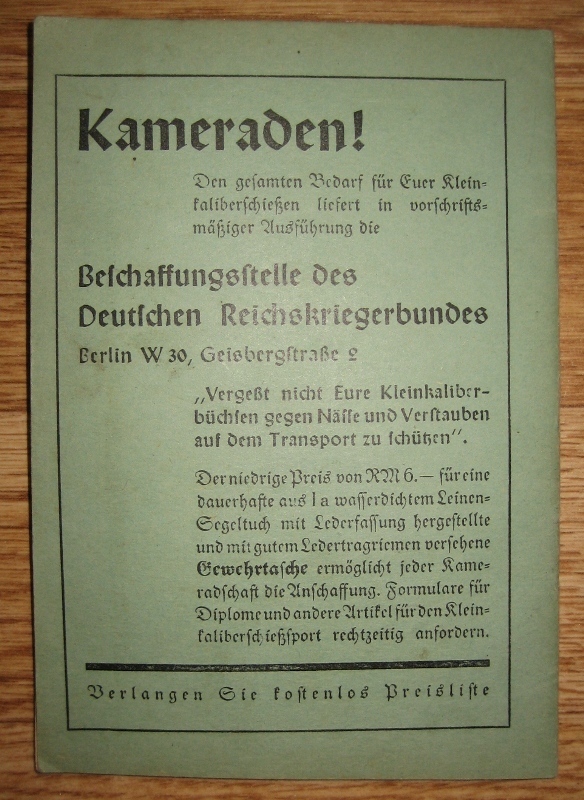 Kameraden!
Den gesamten Bedarf für Euer Klein-
kaliberschießen liefert in vorschrifts-
mäßiger Ausführung die
Beschaffungsstelle des
Deutschen Reichskriegerbundes
Berlin W 30, Geisbergstraße 2
„Vergeßt nicht Eure Kleinkaliber-
büchsen gegen Nässe und Verstauben
auf dem Transport zu schützen“.
Der niedrige Preis von RM 6.— für eine
dauerhafte aus I a wasserdichtem Leinen-
Segeltuch mit Lederfassung hergestellte
und mit gutem Ledertragriemen versehene
Gewehrtasche ermöglicht jeder Kame-
radschaft die Anschaffung. Formulare für
Diplome und andere Artikel für den Klein-
kaliberschießsport rechtzeitig anfordern.
Verlangen Sie kostenlos Preisliste